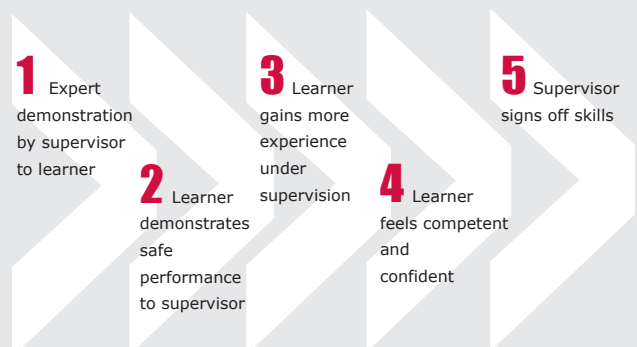 1 Expert
demonstration
by supervisor
to learner
2 Learner
demonstrates
safe
performance
to supervisor
3 Learner
gains more
experience
under
supervision
4 Learner
feels competent
and
confident
5 Supervisor
signs off skills